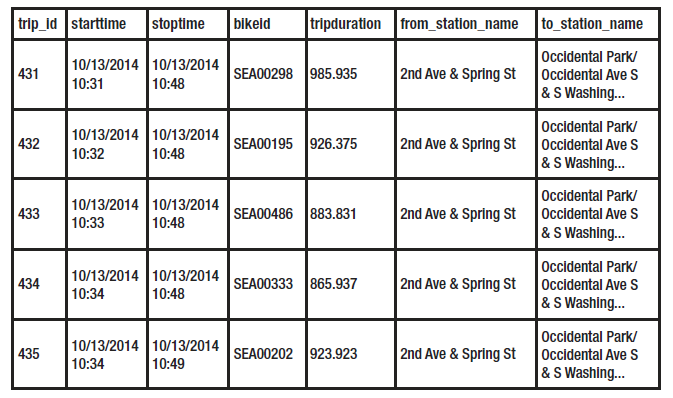 trip_id starttime stoptime bikeid tripduration from_station_name to_station_name
431 10/13/2014 10:31 10/13/2014 10:48 SEA00298 985.935 2nd Ave & Spring St Occidental Park/ Occidental Ave S & S Washing...
432 10/13/2014 10:32 10/13/2014 10:48 SEA00195 926.375 2nd Ave & Spring St Occidental Park/ Occidental Ave S & S Washing...
433 10/13/2014 10:33 10/13/2014 10:48 SEA00486 883.831 2nd Ave & Spring St Occidental Park/ Occidental Ave S & S Washing...
434 10/13/2014 10:34 10/13/2014 10:48 SEA00333 865.937 2nd Ave & Spring St Occidental Park/ Occidental Ave S & S Washing...
435 10/13/2014 10:34 10/13/2014 10:49 SEA00202 923.923 2nd Ave & Spring St Occidental Park/ Occidental Ave S & S Washing...